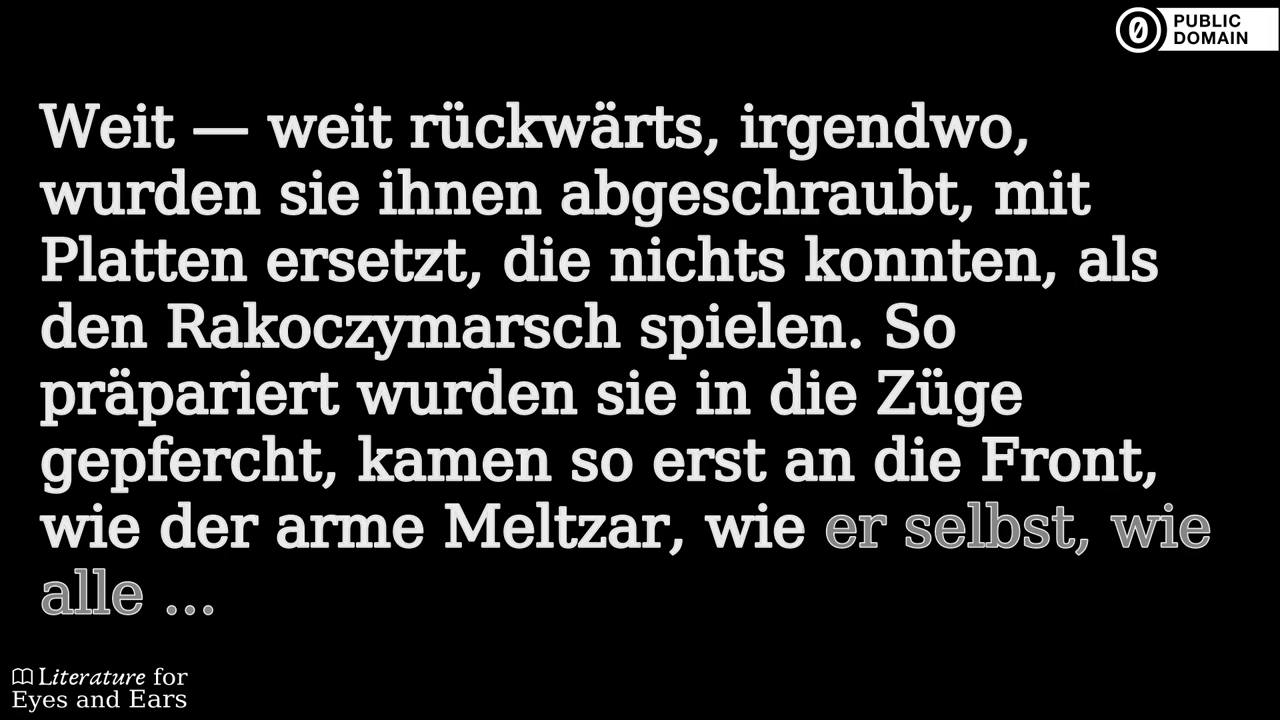 PUBLIC
DOMAIN
Weit — weit rückwärts, irgendwo,
wurden sie ihnen abgeschraubt, mit
Platten ersetzt, die nichts konnten, als
den Rakoczymarsch spielen. So
präpariert wurden sie in die Züge
gepfercht, kamen so erst an die Front,
wie der arme Meltzar, wie er selbst, wie
alle ...
Literature for
Eyes and Ears